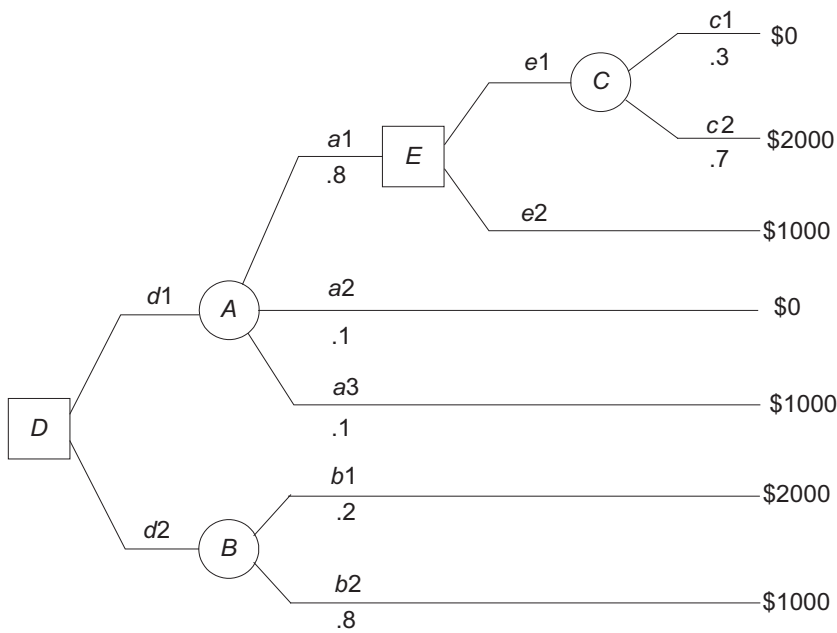 c1
$0
.3
e1
C
c2
$2000
.7
a1
E
.8
e2
$1000
d1
A
a2
$0
.1
a3
$1000
.1
D
b1
$2000
.2
d2
B
b2
$1000
.8